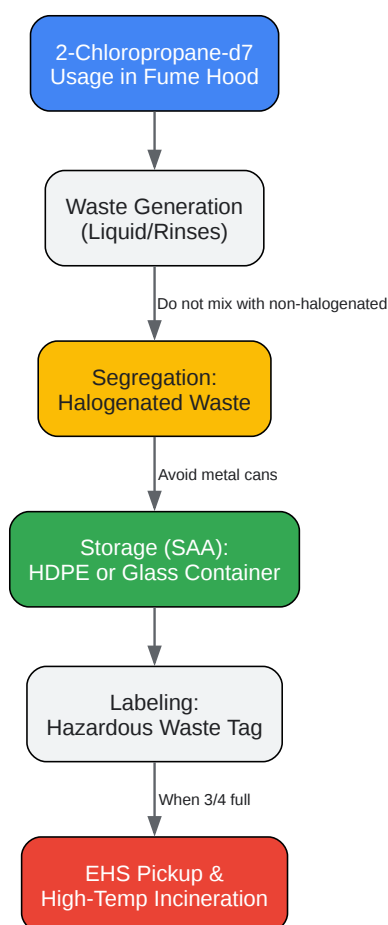 2-Chloropropane-d7
Usage in Fume Hood
Waste Generation
(Liquid/Rinses)
Do not mix with non-halogenated
Segregation:
Halogenated Waste
Avoid metal cans
Storage (SAA):
HDPE or Glass Container
Labeling:
Hazardous Waste Tag
When 3/4 full
EHS Pickup &
High-Temp Incineration